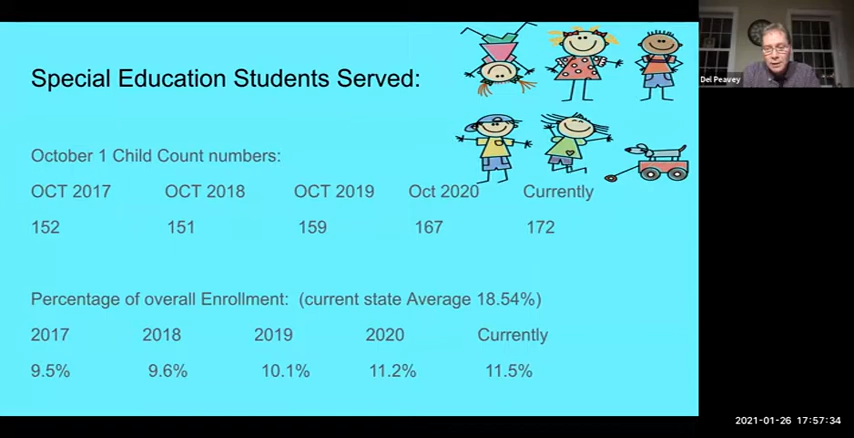 Special Education Students Served:
October 1 Child Count numbers:
OCT 2017 OCT 2018 OCT 2019 Oct 2020 Currently
152 151 159 167 172
Percentage of overall Enrollment: (current state Average 18.54%)
2017 2018 2019 2020 Currently
9.5% 9.6% 10.1% 11.2% 11.5%
Del Peavey
2021-01-26 17:57:34